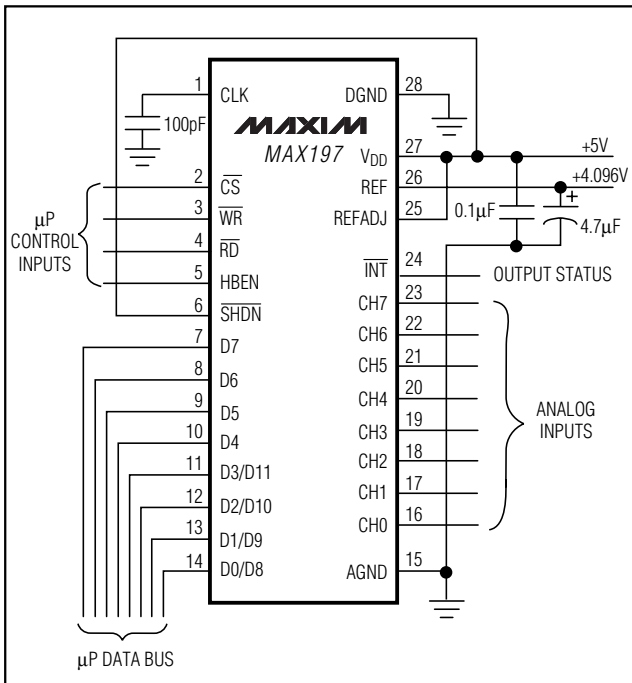 1 CLK
100pF
DGND 28
MAXIM
MAX197
VDD 27
+5V
REF 26
+4.096V
REFADJ 25
0.1μF
+
4.7μF
μP
CONTROL
INPUTS
2 CS
3 WR
4 RD
5 HBEN
6 SHDN
INT 24
OUTPUT STATUS
7 D7
8 D6
9 D5
10 D4
11 D3/D11
12 D2/D10
13 D1/D9
14 D0/D8
CH7 23
CH6 22
CH5 21
CH4 20
CH3 19
CH2 18
CH1 17
CH0 16
ANALOG
INPUTS
AGND 15
μP DATA BUS